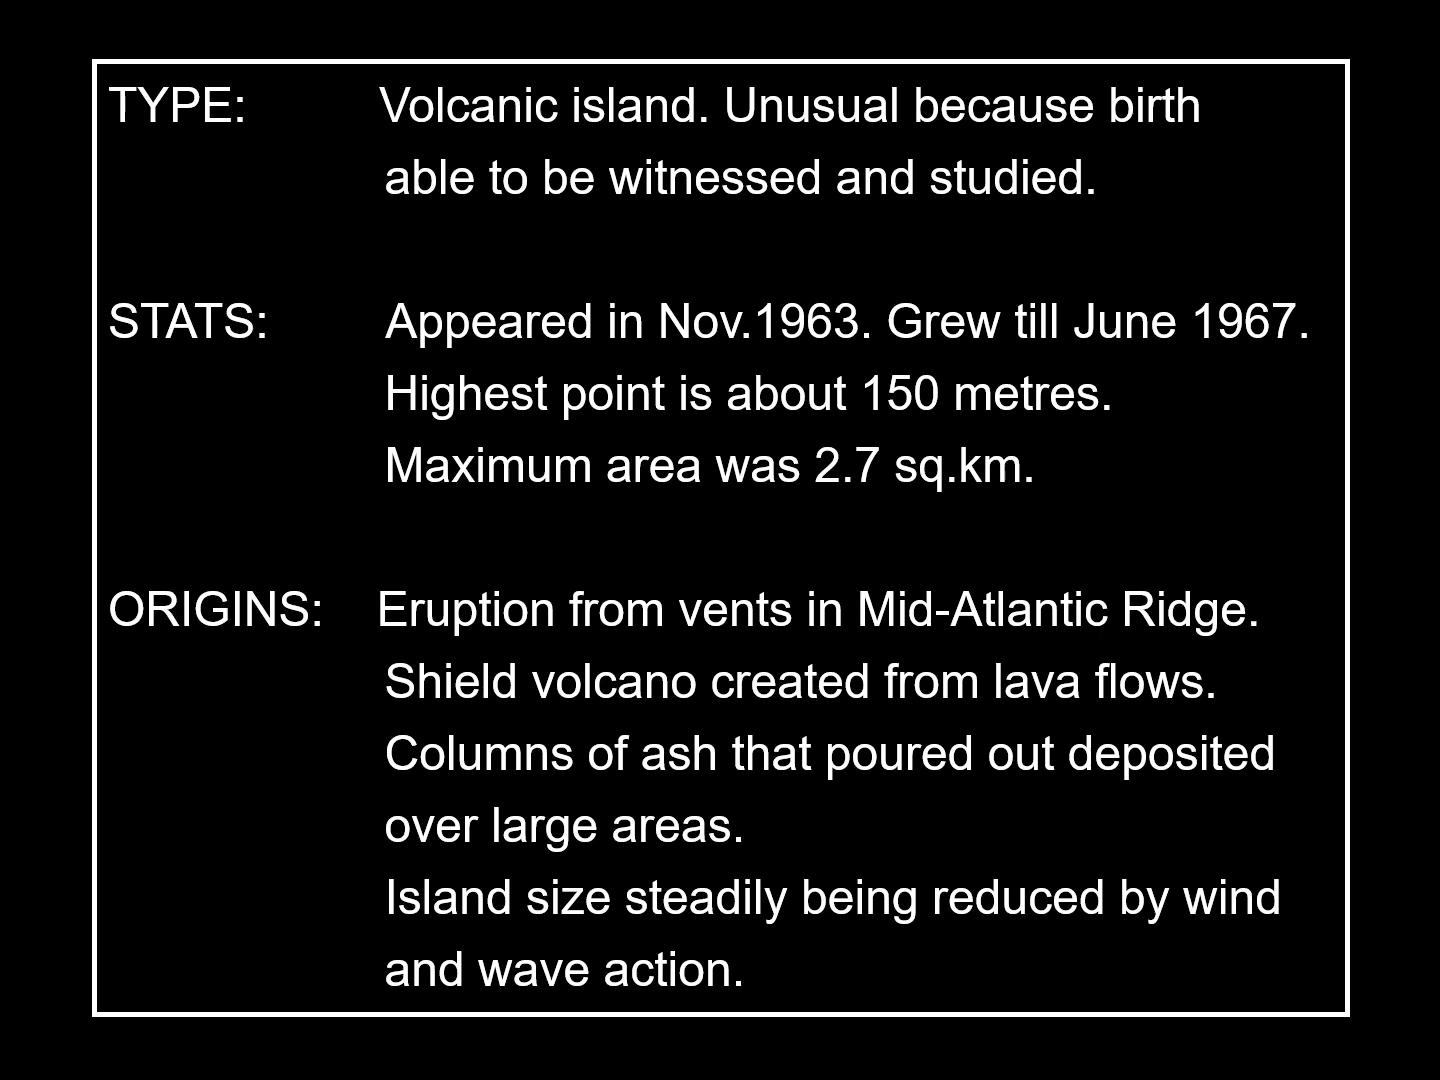 TYPE: Volcanic island. Unusual because birth
able to be witnessed and studied.
STATS: Appeared in Nov.1963. Grew till June 1967.
Highest point is about 150 metres.
Maximum area was 2.7 sq.km.
ORIGINS: Eruption from vents in Mid-Atlantic Ridge.
Shield volcano created from lava flows.
Columns of ash that poured out deposited
over large areas.
Island size steadily being reduced by wind
and wave action.